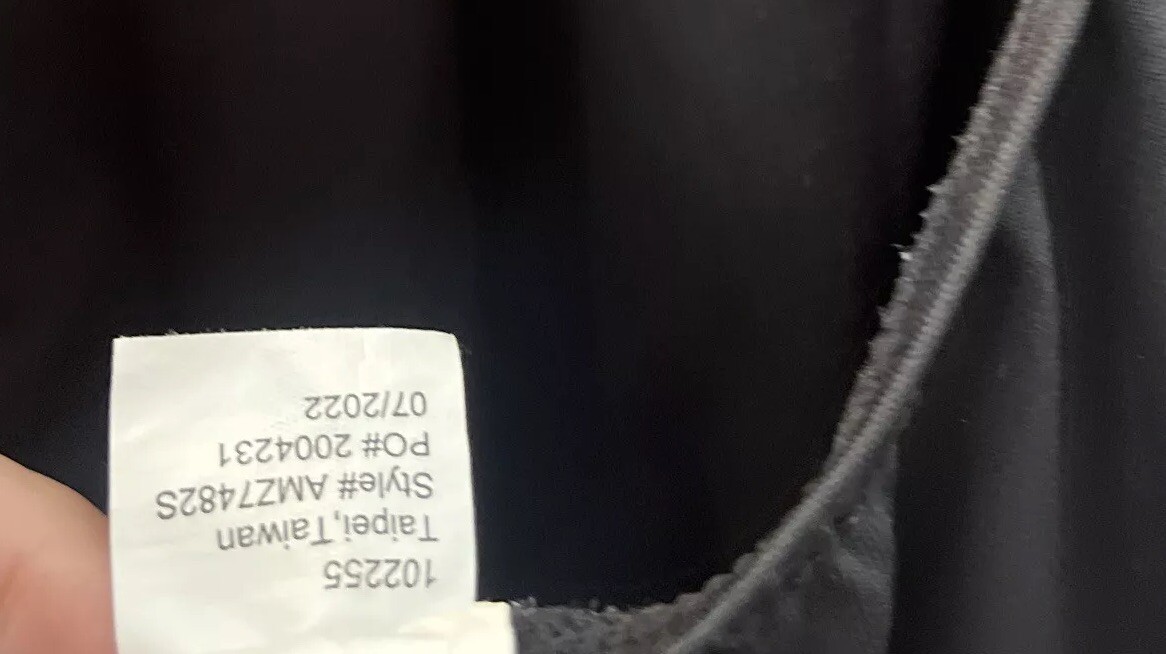 102255
Taipei,Taiwan
Style# AMZ7482S
PO# 2004231
07/2022